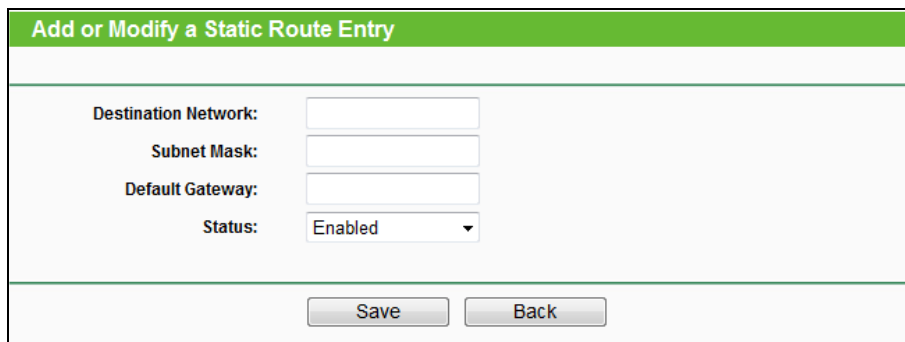 Add or Modify a Static Route Entry
Destination Network:
Subnet Mask:
Default Gateway:
Status: Enabled
Save Back